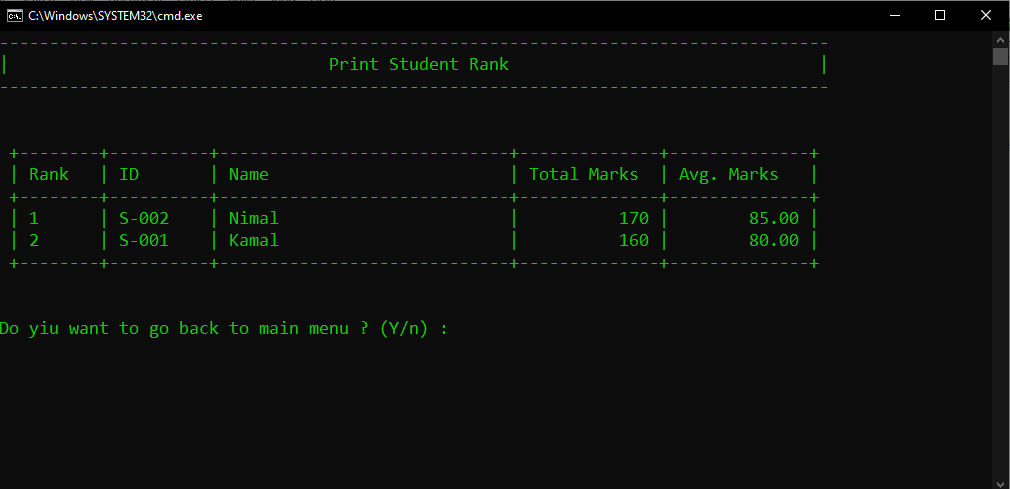 C:\Windows\SYSTEM32\cmd.exe
-----------------------------------------------------------------------------------
|                                Print Student Rank                               |
-----------------------------------------------------------------------------------
+--------+----------+-----------------------------+--------------+--------------+
| Rank   | ID       | Name                        | Total Marks  | Avg. Marks   |
+--------+----------+-----------------------------+--------------+--------------+
| 1      | S-002    | Nimal                       |          170 |        85.00 |
| 2      | S-001    | Kamal                       |          160 |        80.00 |
+--------+----------+-----------------------------+--------------+--------------+
Do yiu want to go back to main menu ? (Y/n) :